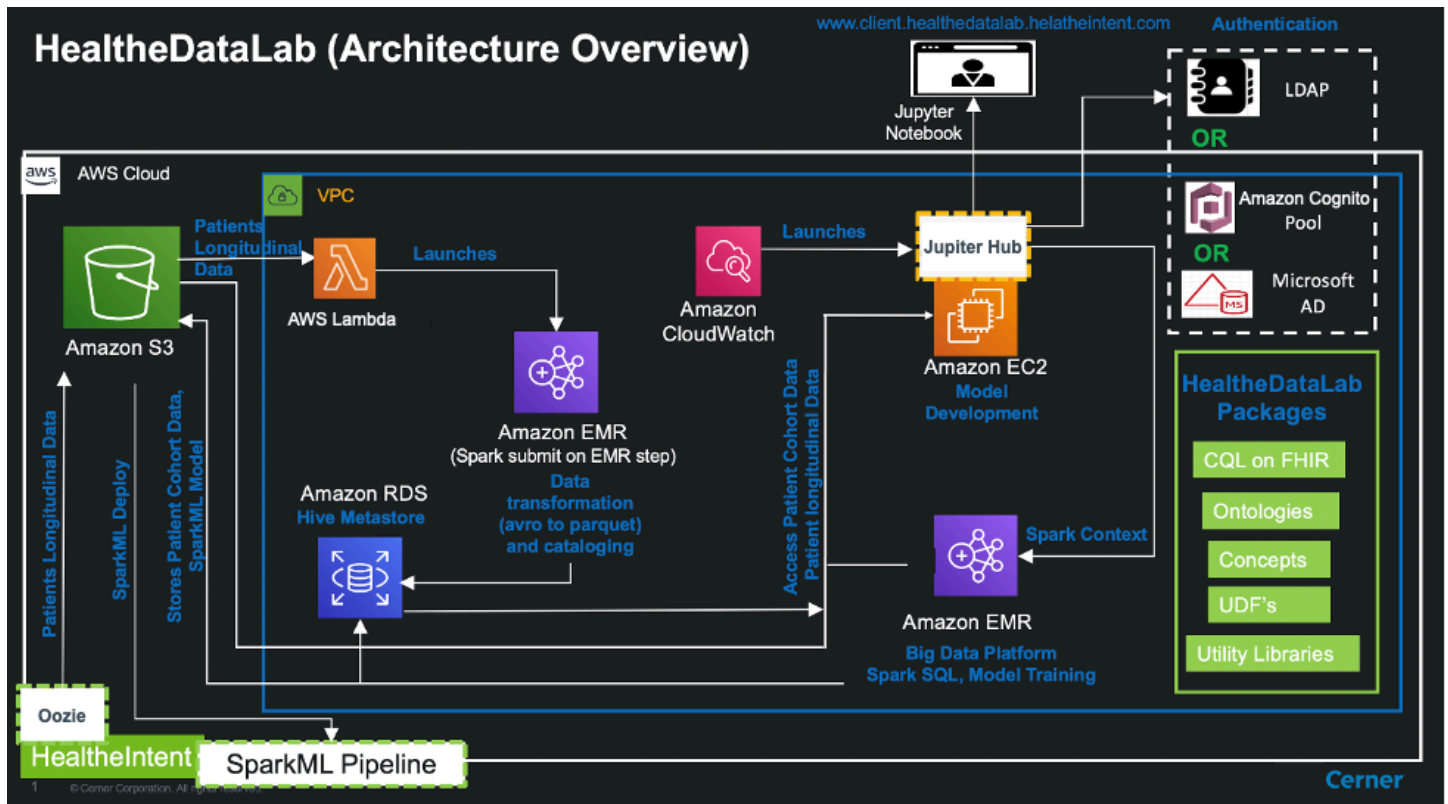 www.client.healthedatalab.helatheintent.com
Authentication
HealtheDataLab (Architecture Overview)
Jupyter
Notebook
LDAP
OR
aws
AWS Cloud
VPC
Amazon Cognito
Pool
OR
MS
Microsoft
AD
Patients
Longitudinal
Data
Launches
Launches
Jupiter Hub
AWS Lambda
Amazon S3
Amazon
CloudWatch
Amazon EC2
Model
Development
Amazon EMR
(Spark submit on EMR step)
Data
transformation
(avro to parquet)
and cataloging
Amazon RDS
Hive Metastore
Patients Longitudinal Data
SparkML Deploy
Stores Patient Cohort Data,
SparkML Model
Access Patient Cohort Data
Patient longitudinal Data
Spark Context
Amazon EMR
Big Data Platform
Spark SQL, Model Training
HealtheDataLab
Packages
CQL on FHIR
Ontologies
Concepts
UDF's
Utility Libraries
Oozie
HealtheIntent
SparkML Pipeline
1
© Cerner Corporation. All rights reserved.
Cerner